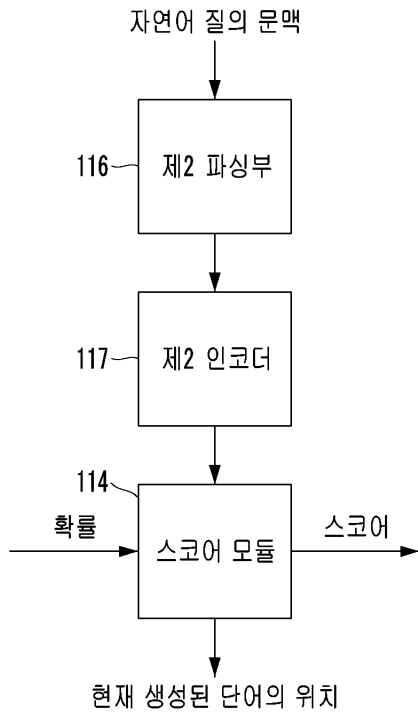 자연어 질의 문맥
116
제2 파싱부
117
제2 인코더
114
확률
스코어 모듈
스코어
현재 생성된 단어의 위치